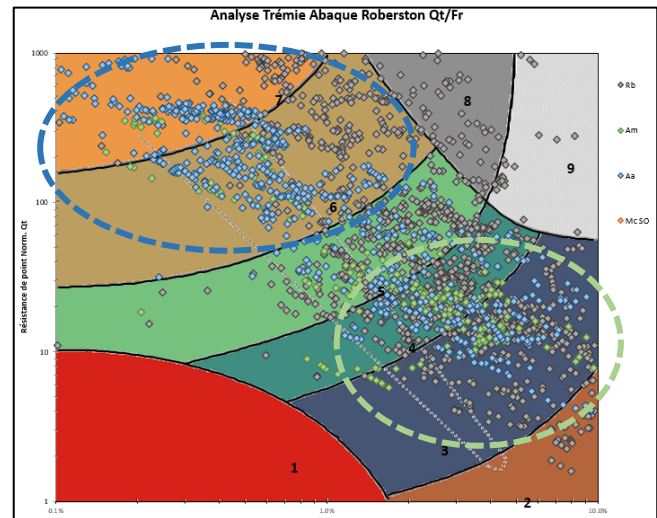 Analyse Trémie Abaque Roberston Qt/Fr
Résistance de point Norm. Qt
1000
100
10
1
0.1%
1.0%
10.0%
7
8
9
6
5
4
3
1
2
Rb
Am
Aa
Mc SO